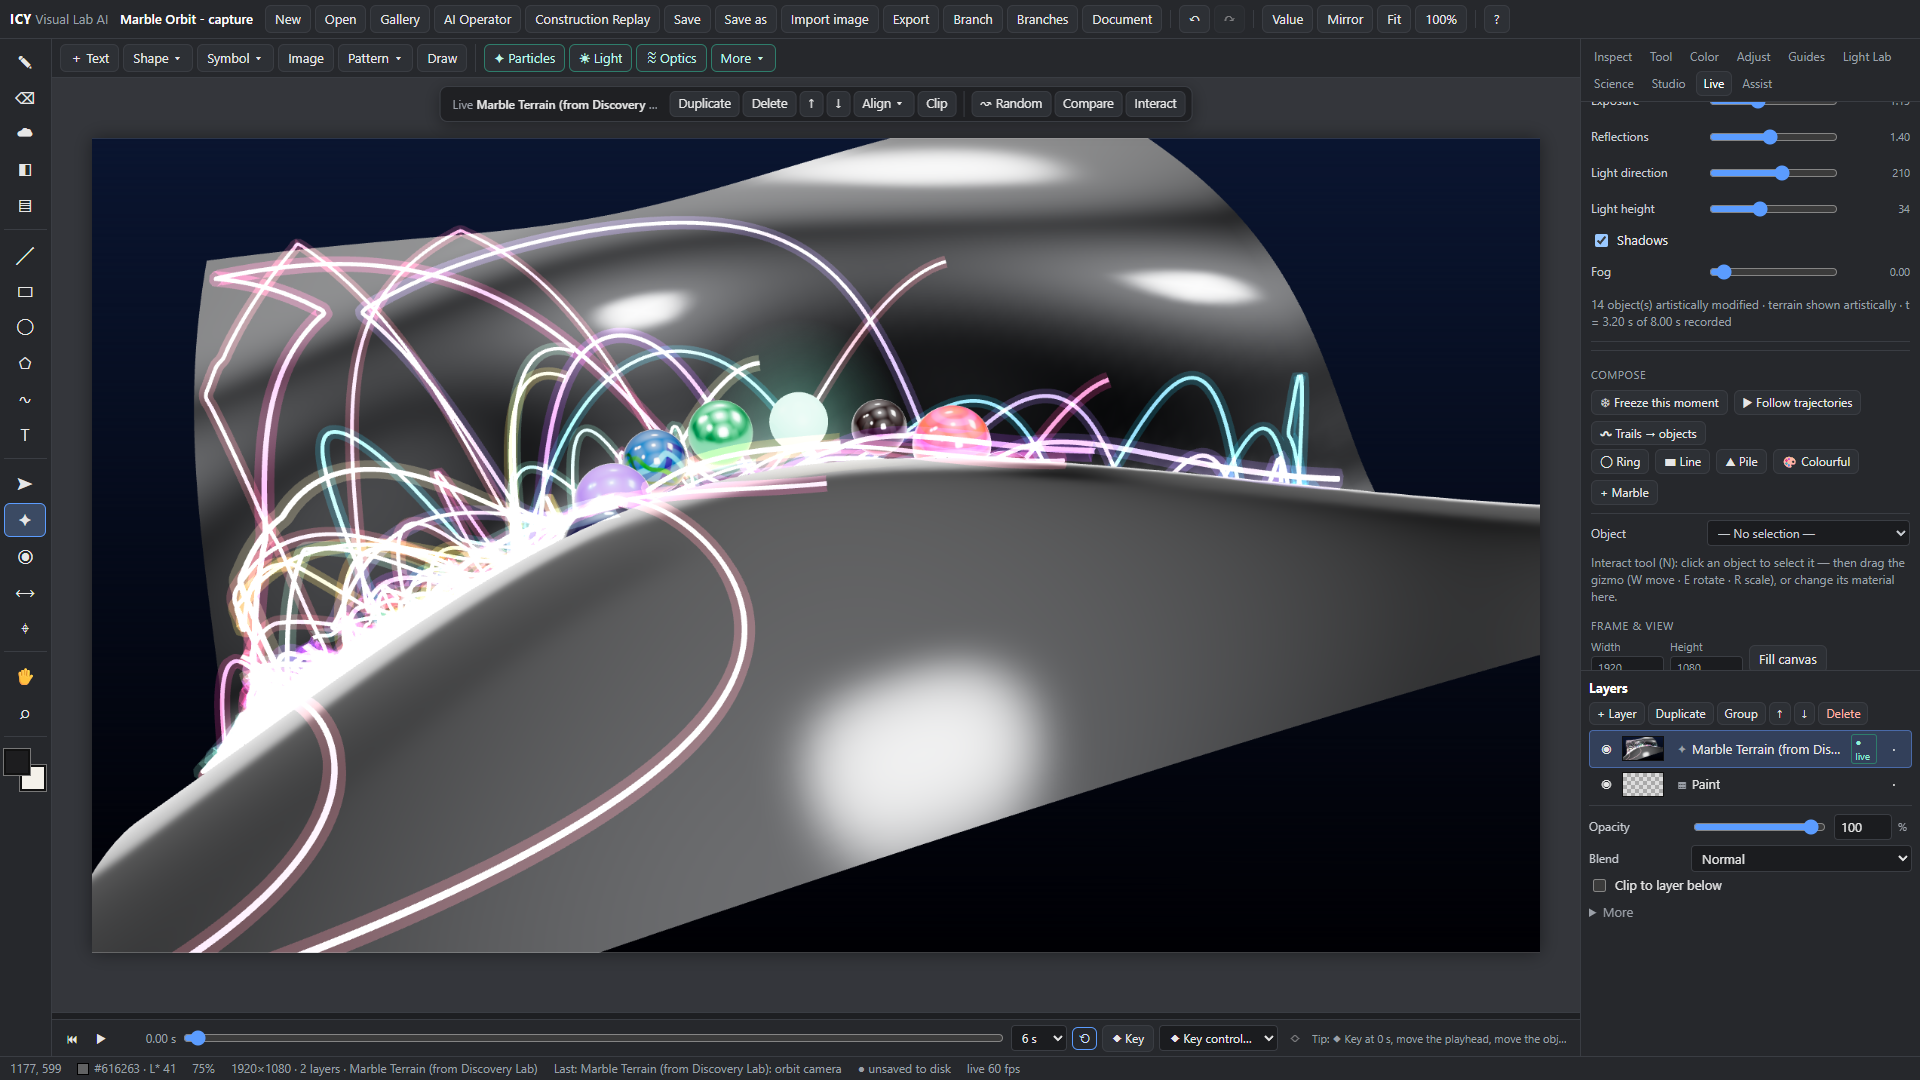 ICY Visual Lab AI Marble Orbit - capture New Open Gallery AI Operator Construction Replay Save Save as Import image Export Branch Branches Document Value Mirror Fit 100% ?
+ Text Shape Symbol Image Pattern Draw Particles Light Optics More
Live Marble Terrain (from Discovery ... Duplicate Delete ↑ ↓ Align Clip Random Compare Interact
Inspect Tool Color Adjust Guides Light Lab
Science Studio Live Assist
Exposure 1.15
Reflections 1.40
Light direction 210
Light height 34
Shadows
Fog 0.00
14 object(s) artistically modified · terrain shown artistically · t
= 3.20 s of 8.00 s recorded
COMPOSE
Freeze this moment Follow trajectories
Trails → objects
Ring Line Pile Colourful
+ Marble
Object — No selection —
Interact tool (N): click an object to select it — then drag the
gizmo (W move · E rotate · R scale), or change its material
here.
FRAME & VIEW
Width Height
1920 1080 Fill canvas
Layers
+ Layer Duplicate Group ↑ ↓ Delete
Marble Terrain (from Dis... live
Paint
Opacity 100 %
Blend Normal
Clip to layer below
More
0.00 s 6 s Key Key control... Tip: ◆ Key at 0 s, move the playhead, move the obj...
1177, 599 #616263 · L* 41 75% 1920×1080 · 2 layers · Marble Terrain (from Discovery Lab) Last: Marble Terrain (from Discovery Lab): orbit camera ● unsaved to disk live 60 fps